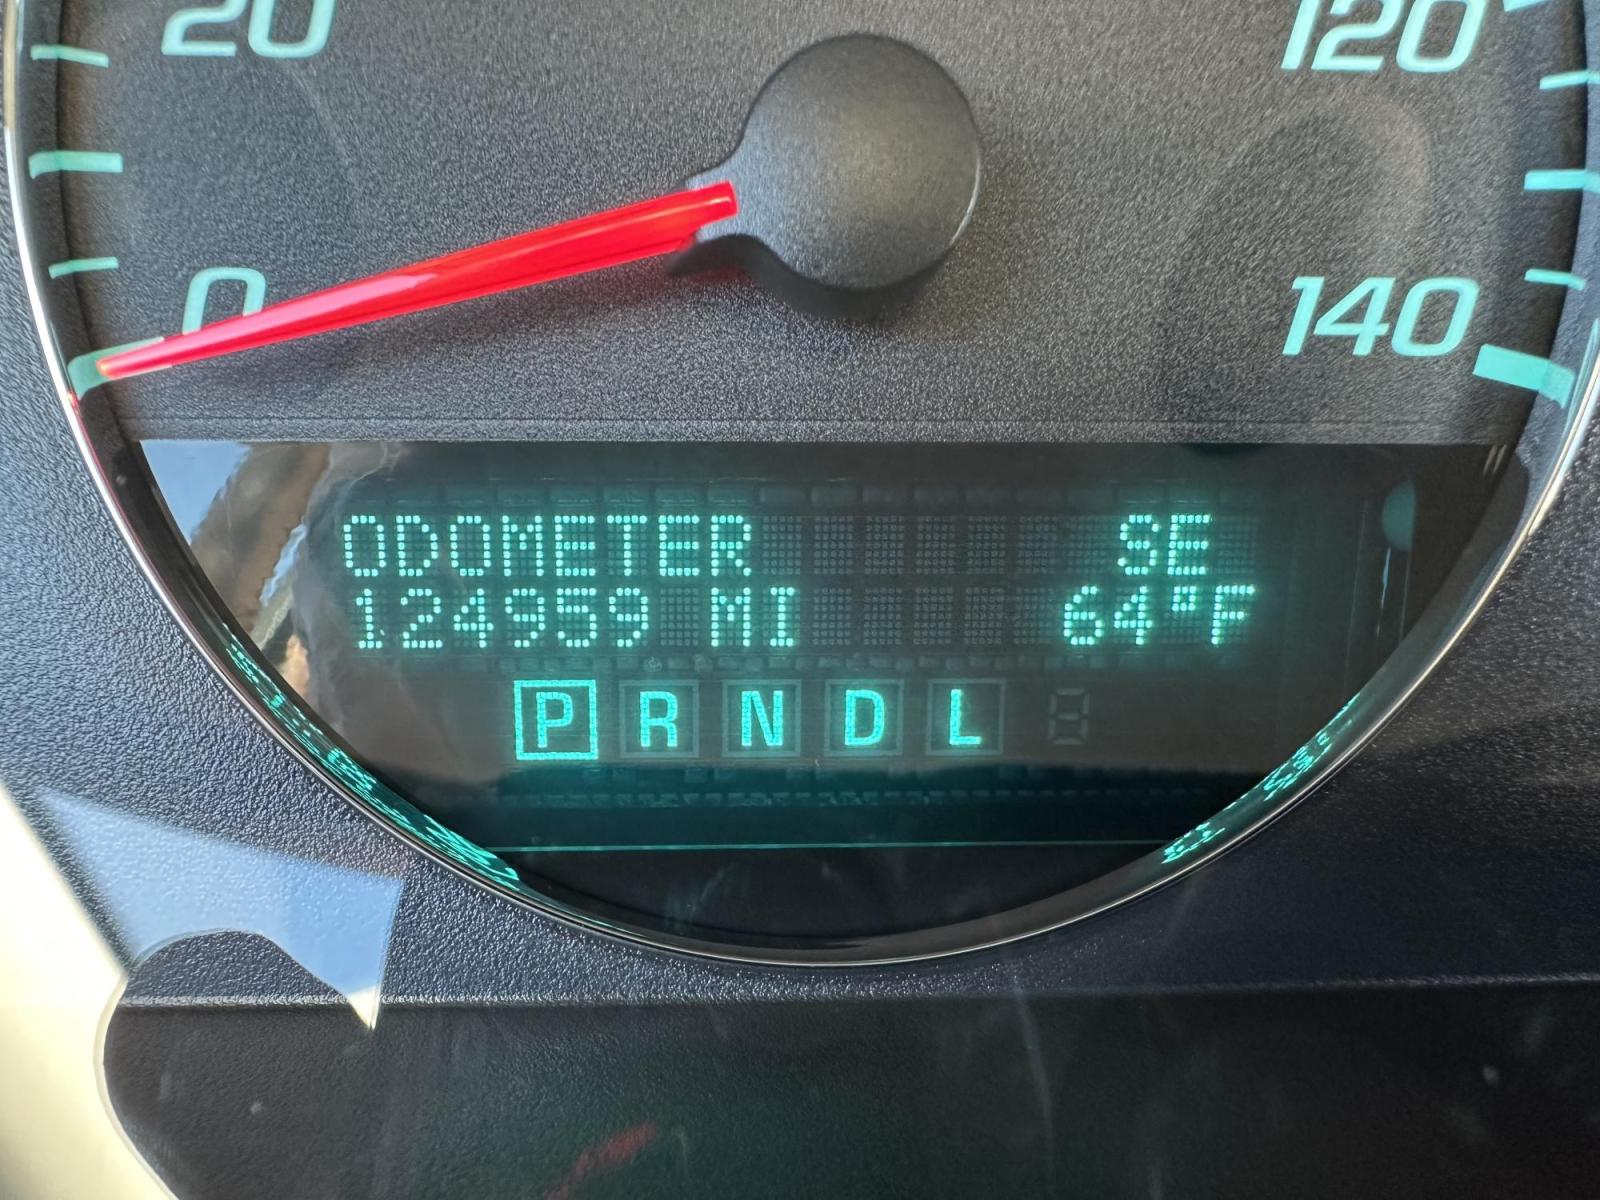 20 120
0 140
ODOMETER SE
124959 MI 64°F
P R N D L